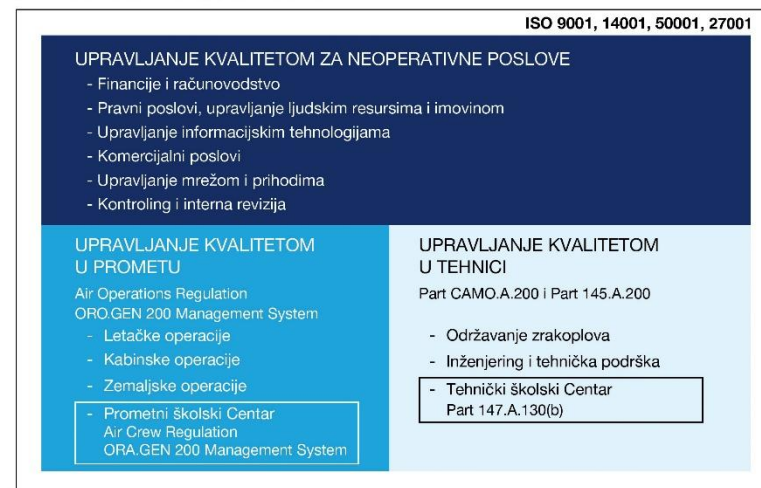 ISO 9001, 14001, 50001, 27001
UPRAVLJANJE KVALITETOM ZA NEOPERATIVNE POSLOVE
- Financije i računovodstvo
- Pravni poslovi, upravljanje ljudskim resursima i imovinom
- Upravljanje informacijskim tehnologijama
- Komercijalni poslovi
- Upravljanje mrežom i prihodima
- Kontroling i interna revizija
UPRAVLJANJE KVALITETOM
U PROMETU
Air Operations Regulation
ORO.GEN 200 Management System
- Letačke operacije
- Kabinske operacije
- Zemaljske operacije
- Prometni školski Centar
Air Crew Regulation
ORA.GEN 200 Management System
UPRAVLJANJE KVALITETOM
U TEHNICI
Part CAMO.A.200 i Part 145.A.200
- Održavanje zrakoplova
- Inženjering i tehnička podrška
- Tehnički školski Centar
Part 147.A.130(b)